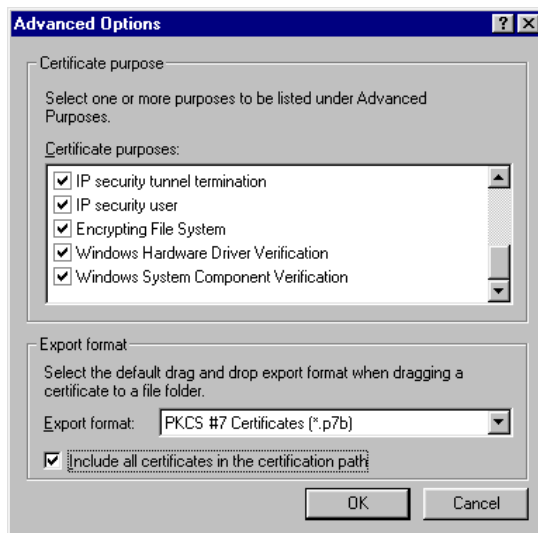 Advanced Options
Certificate purpose
Select one or more purposes to be listed under Advanced
Purposes.
Certificate purposes:
IP security tunnel termination
IP security user
Encrypting File System
Windows Hardware Driver Verification
Windows System Component Verification
Export format
Select the default drag and drop export format when dragging a
certificate to a file folder.
Export format: PKCS #7 Certificates (*.p7b)
Include all certificates in the certification path
OK Cancel